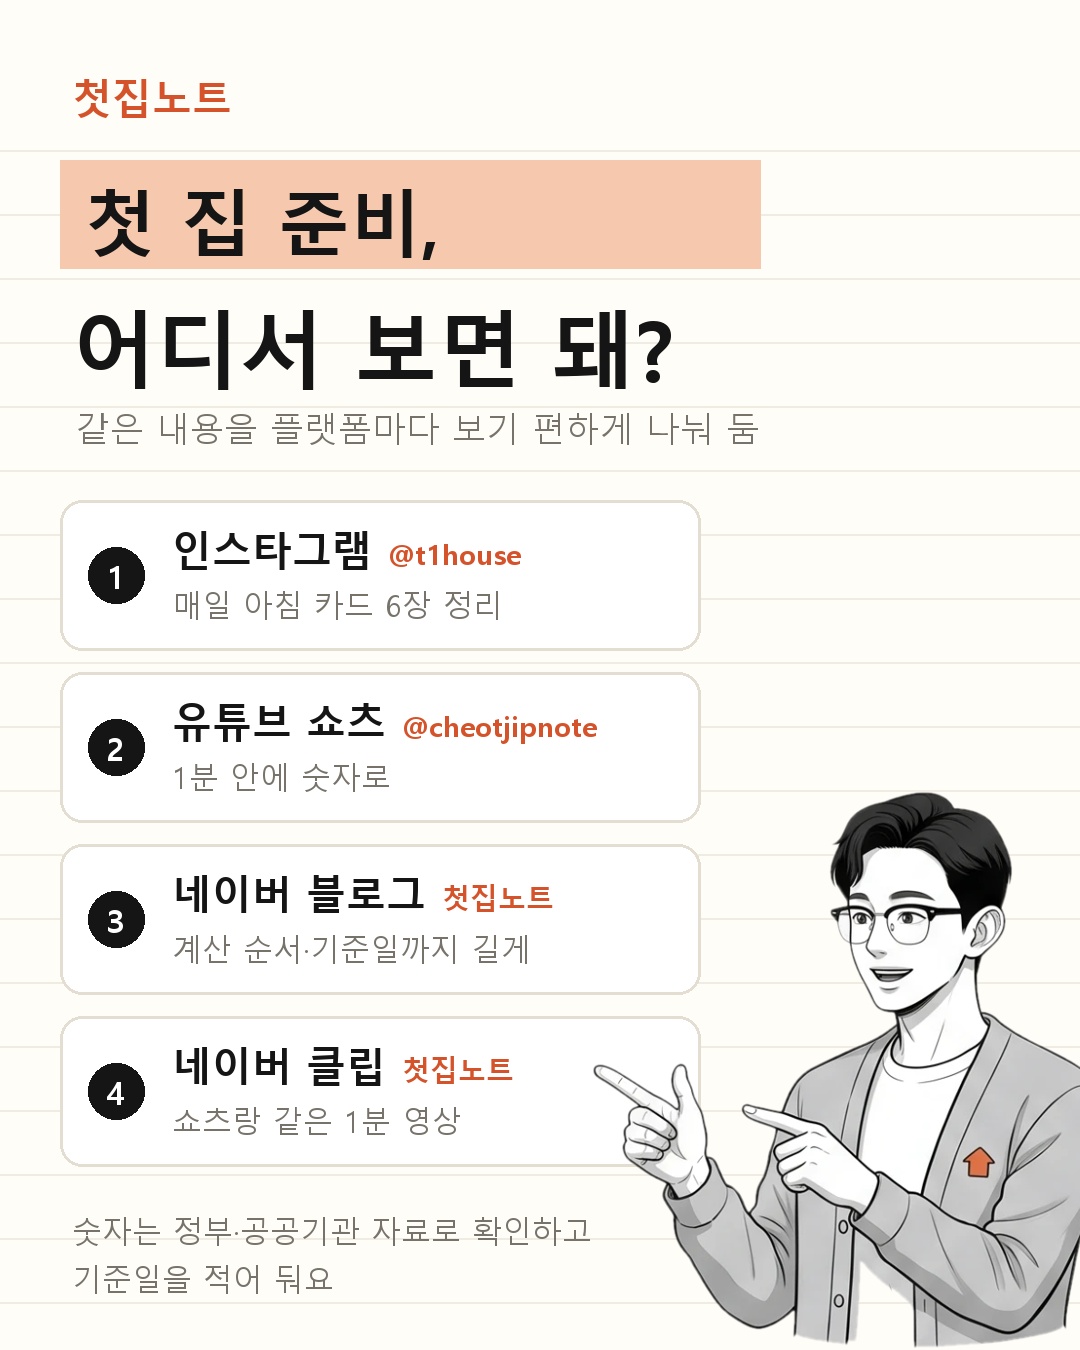 첫집노트
첫 집 준비,
어디서 보면 돼?
같은 내용을 플랫폼마다 보기 편하게 나눠 둠
1
인스타그램 @t1house
매일 아침 카드 6장 정리
2
유튜브 쇼츠 @cheotjipnote
1분 안에 숫자로
3
네이버 블로그 첫집노트
계산 순서·기준일까지 길게
4
네이버 클립 첫집노트
쇼츠랑 같은 1분 영상
숫자는 정부·공공기관 자료로 확인하고
기준일을 적어 둬요